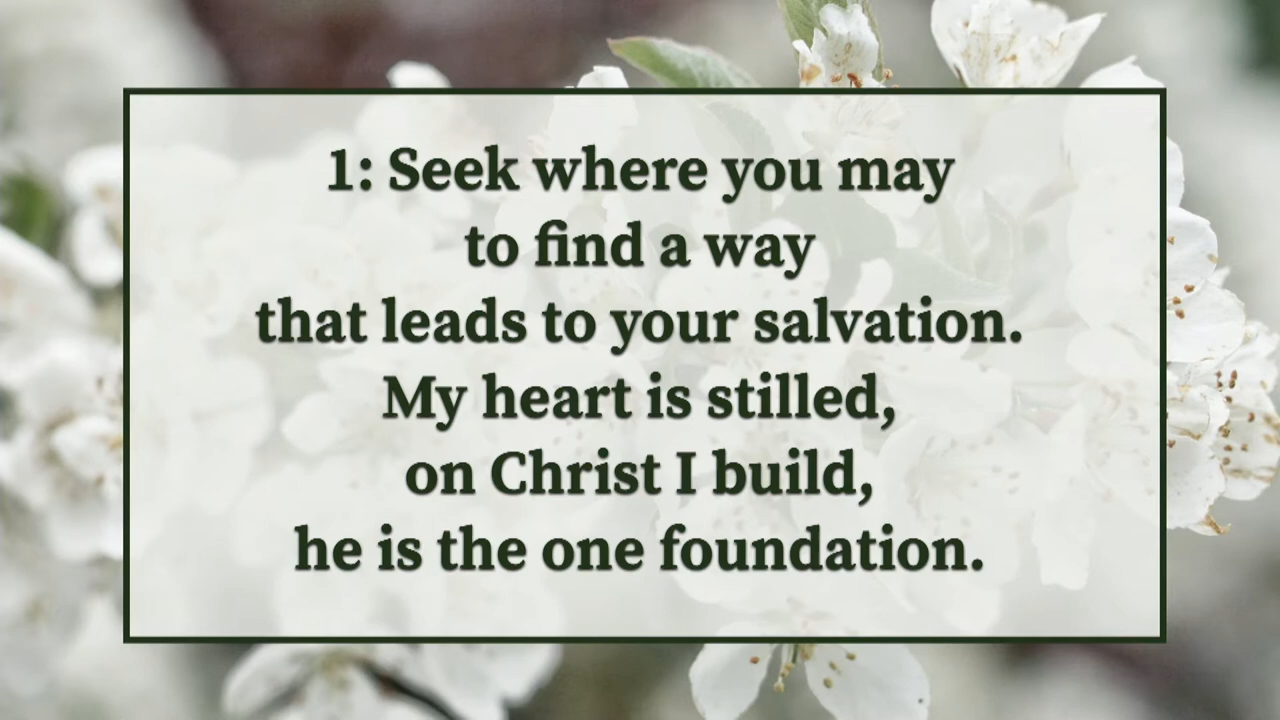 1: Seek where you may
to find a way
that leads to your salvation.
My heart is stilled,
on Christ I build,
he is the one foundation.